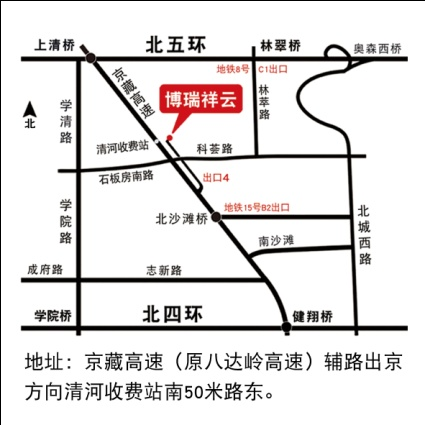 上清桥
北五环
林翠桥
奥森西桥
地铁8号
C1出口
京藏高速
博瑞祥云
林萃路
学清路
北
清河收费站
科荟路
石板房南路
出口4
学院路
地铁15号B2出口
北沙滩桥
北城西路
南沙滩
成府路
志新路
学院桥
北四环
健翔桥
地址：京藏高速（原八达岭高速）辅路出京
方向清河收费站南50米路东。